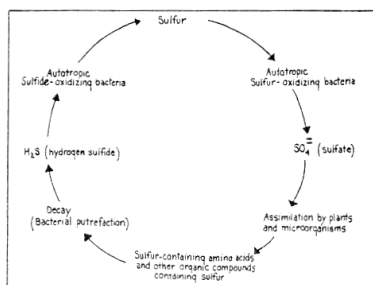 Sulfur
Autotropic
Sulfur-oxidizing bacteria
SO₄⁼ (sulfate)
Assimilation by plants
and microorganisms
Sulfur-containing amino acids
and other organic compounds
containing sulfur
Decay
(Bacterial putrefaction)
H₂S (hydrogen sulfide)
Autotropic
Sulfide-oxidizing bacteria